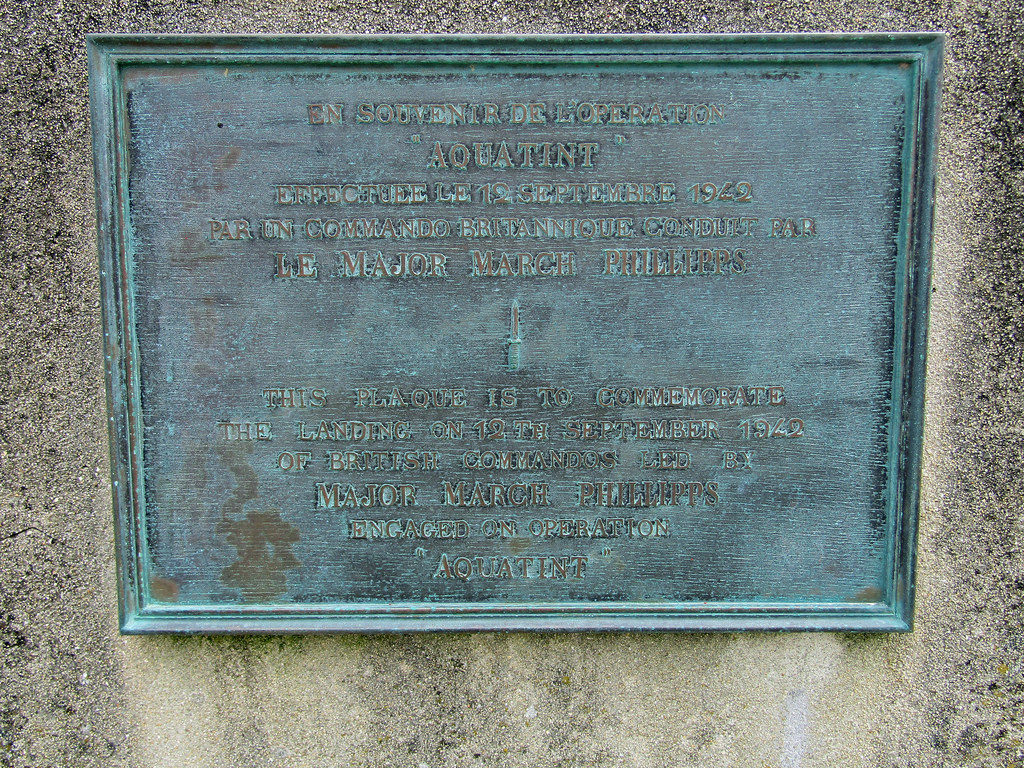 EN SOUVENIR DE L'OPERATION
"AQUATINT"
EFFECTUEE LE 12 SEPTEMBRE 1942
PAR UN COMMANDO BRITANNIQUE CONDUIT PAR
LE MAJOR MARCH PHILLIPPS
THIS PLAQUE IS TO COMMEMORATE
THE LANDING ON 12 TH SEPTEMBER 1942
OF BRITISH COMMANDOS LED BY
MAJOR MARCH PHILLIPPS
ENGAGED ON OPERATION
"AQUATINT"